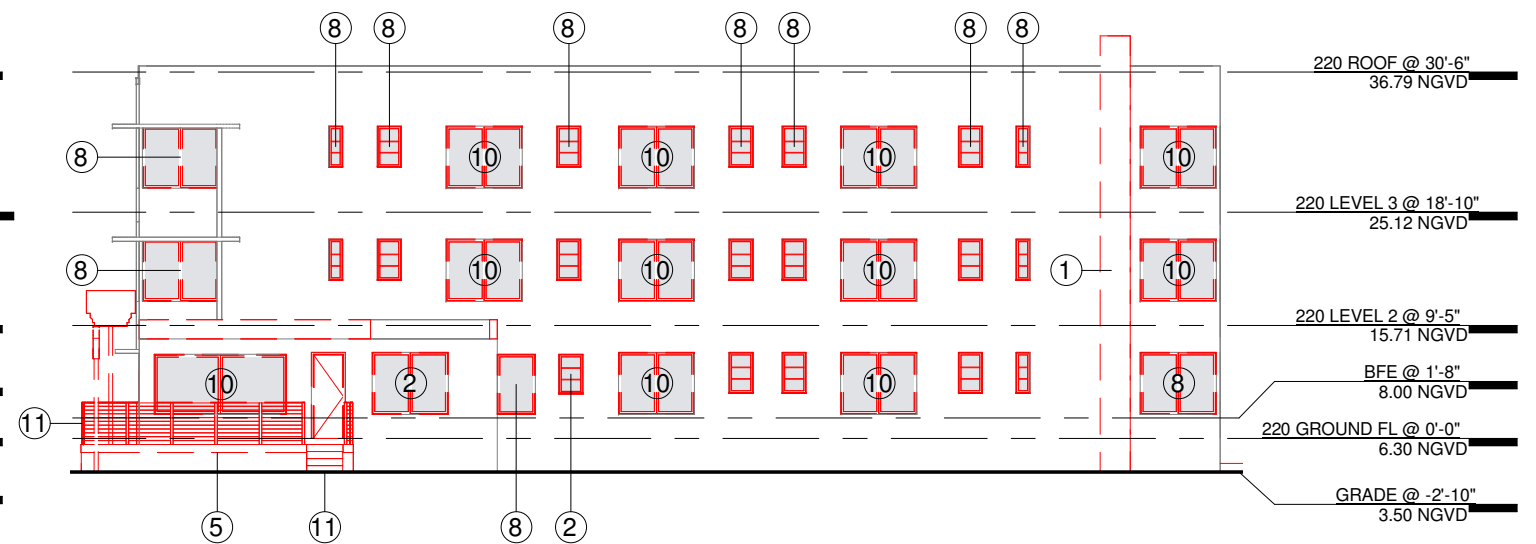 8 8 8 8 8 8 8
220 ROOF @ 30'-6"
36.79 NGVD
8 10 10 10 10
220 LEVEL 3 @ 18'-10"
25.12 NGVD
8 10 10 10 1 10
220 LEVEL 2 @ 9'-5"
15.71 NGVD
BFE @ 1'-8"
8.00 NGVD
10 2 10 10 8
11
220 GROUND FL @ 0'-0"
6.30 NGVD
GRADE @ -2'-10"
3.50 NGVD
5 11 8 2